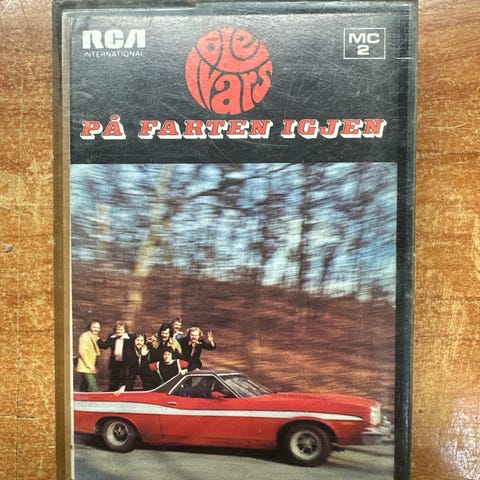 RCA
INTERNATIONAL
Ole
Ivars
MC
2
PÅ FARTEN IGJEN